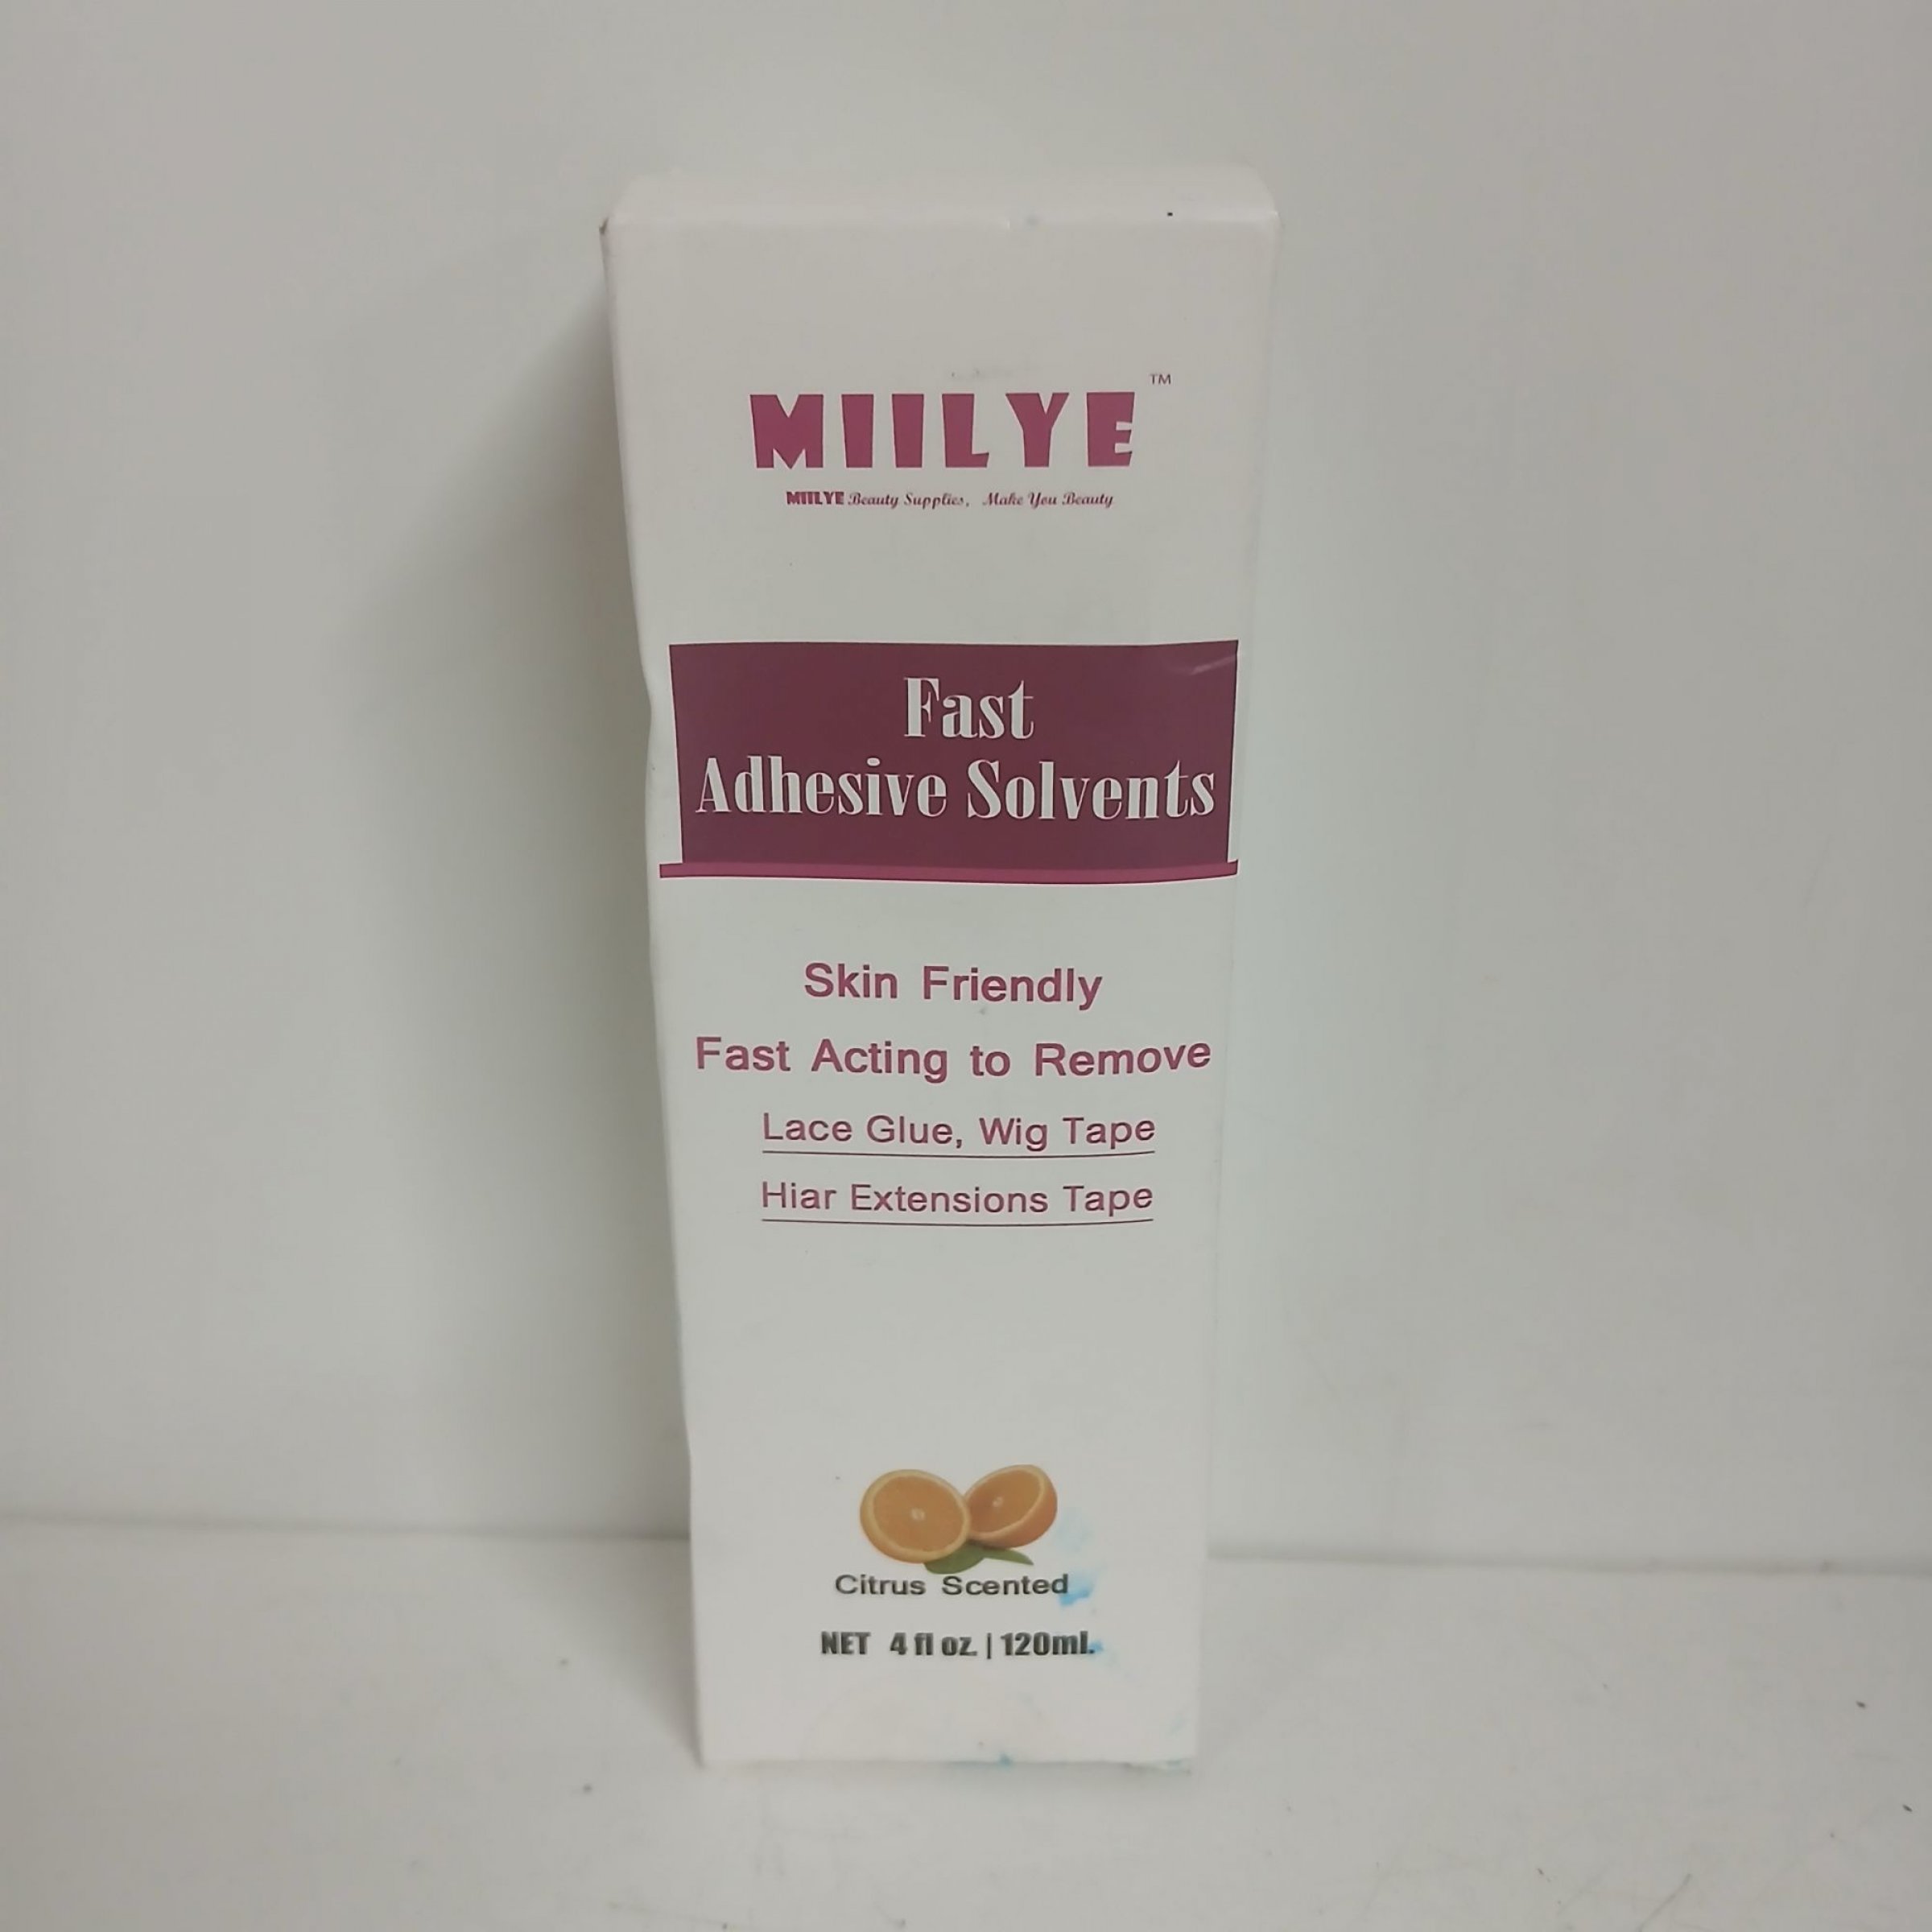 MIILYE™
MIILYE Beauty Supplies, Make You Beauty
Fast
Adhesive Solvents
Skin Friendly
Fast Acting to Remove
Lace Glue, Wig Tape
Hiar Extensions Tape
Citrus Scented
NET 4 fl oz. | 120ml.